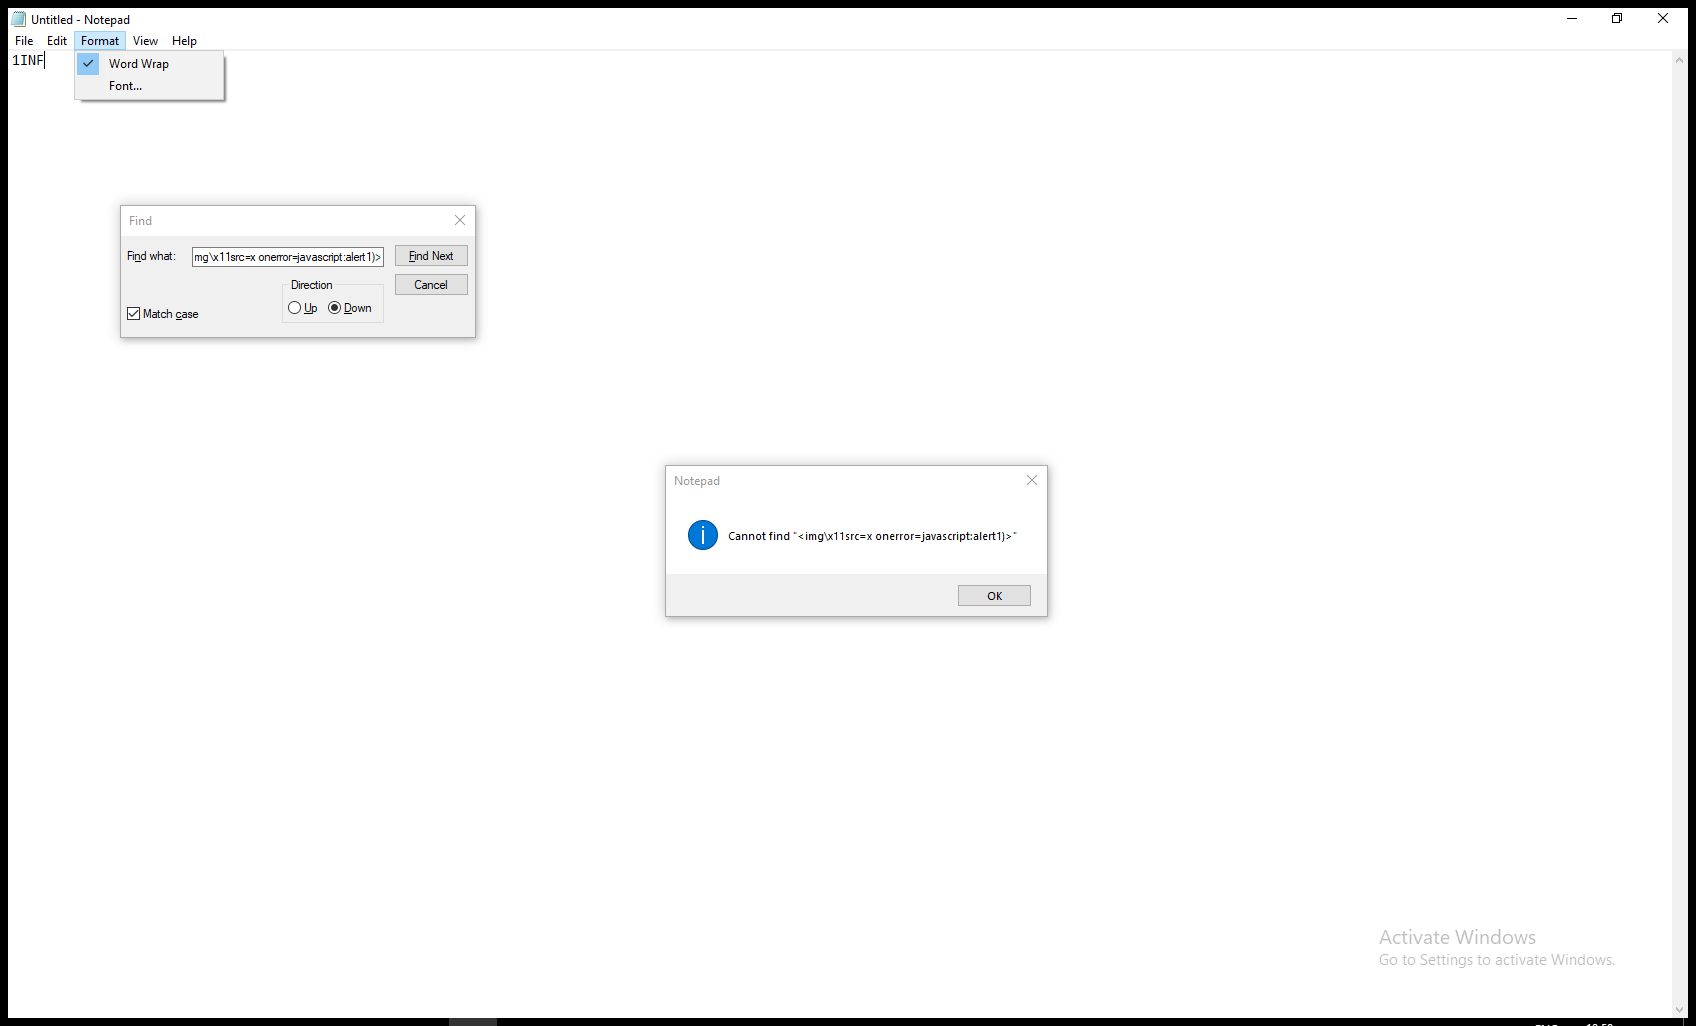 Untitled - Notepad
File Edit Format View Help
1INF
Word Wrap
Font...
Find
Find what: mg\x11src=x onerror=javascript:alert1)> Find Next
Direction Cancel
Up Down
Match case
Notepad
Cannot find "<img\x11src=x onerror=javascript:alert1)>"
OK
Activate Windows
Go to Settings to activate Windows.